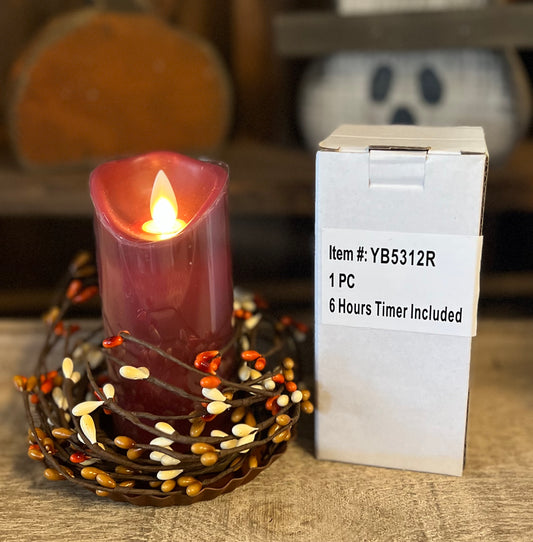 Item #: YB5312R
1 PC
6 Hours Timer Included